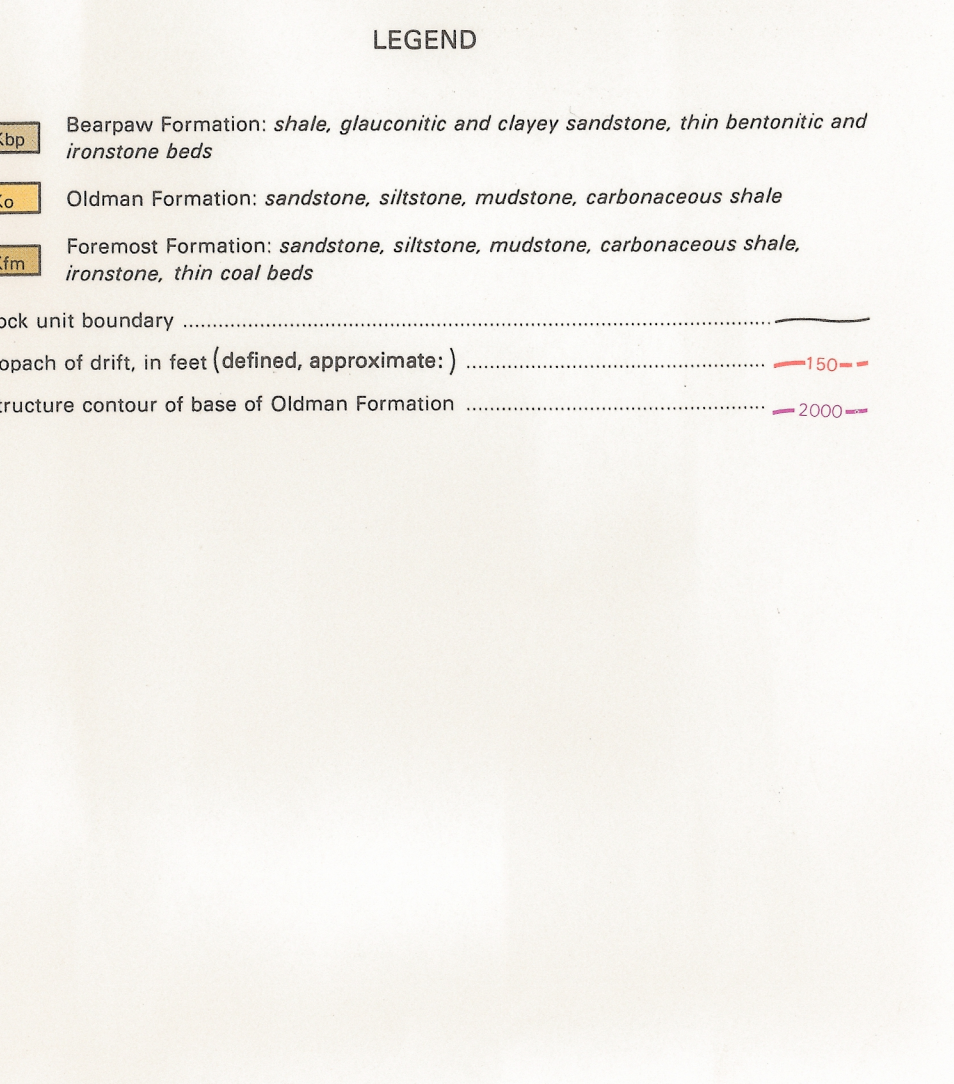 LEGEND
Kbp Bearpaw Formation: shale, glauconitic and clayey sandstone, thin bentonitic and
ironstone beds
Ko Oldman Formation: sandstone, siltstone, mudstone, carbonaceous shale
Kfm Foremost Formation: sandstone, siltstone, mudstone, carbonaceous shale,
ironstone, thin coal beds
ock unit boundary
opach of drift, in feet (defined, approximate: ) 150
tructure contour of base of Oldman Formation 2000